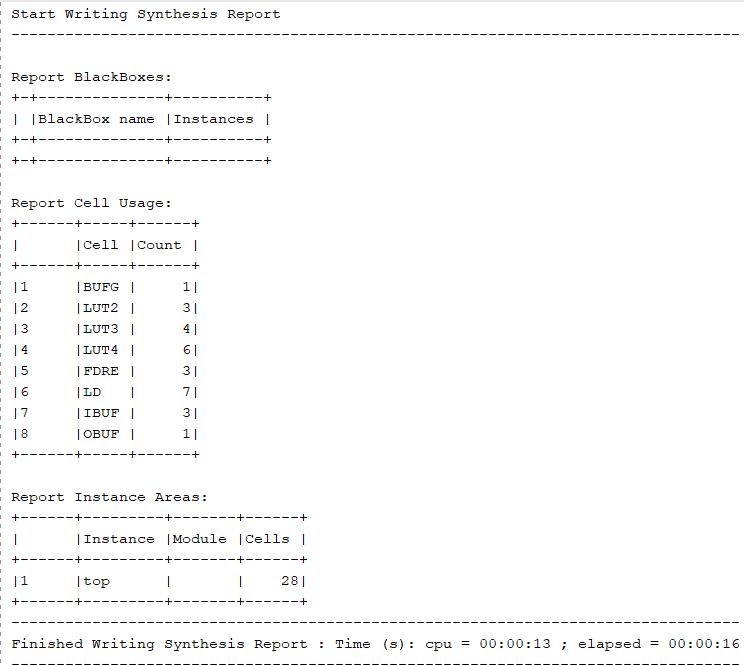 Start Writing Synthesis Report
---------------------------------------------------------------------------------
Report BlackBoxes:
+-+--------------+----------+
| |BlackBox name |Instances |
+-+--------------+----------+
+-+--------------+----------+
Report Cell Usage:
+------+-----+------+
|      |Cell |Count |
+------+-----+------+
|1     |BUFG |     1|
|2     |LUT2 |     3|
|3     |LUT3 |     4|
|4     |LUT4 |     6|
|5     |FDRE |     3|
|6     |LD   |     7|
|7     |IBUF |     3|
|8     |OBUF |     1|
+------+-----+------+
Report Instance Areas:
+------+---------+-------+------+
|      |Instance |Module |Cells |
+------+---------+-------+------+
|1     |top      |       |    28|
+------+---------+-------+------+
---------------------------------------------------------------------------------
Finished Writing Synthesis Report : Time (s): cpu = 00:00:13 ; elapsed = 00:00:16
---------------------------------------------------------------------------------